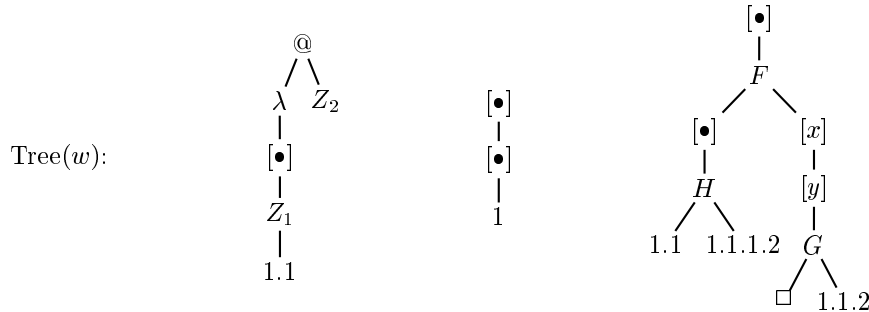 Tree(w):
@
λ Z₂
[•]
Z₁
1.1
[•]
[•]
1
[•]
F
[•] [x]
H [y]
1.1 1.1.1.2 G
□ 1.1.2